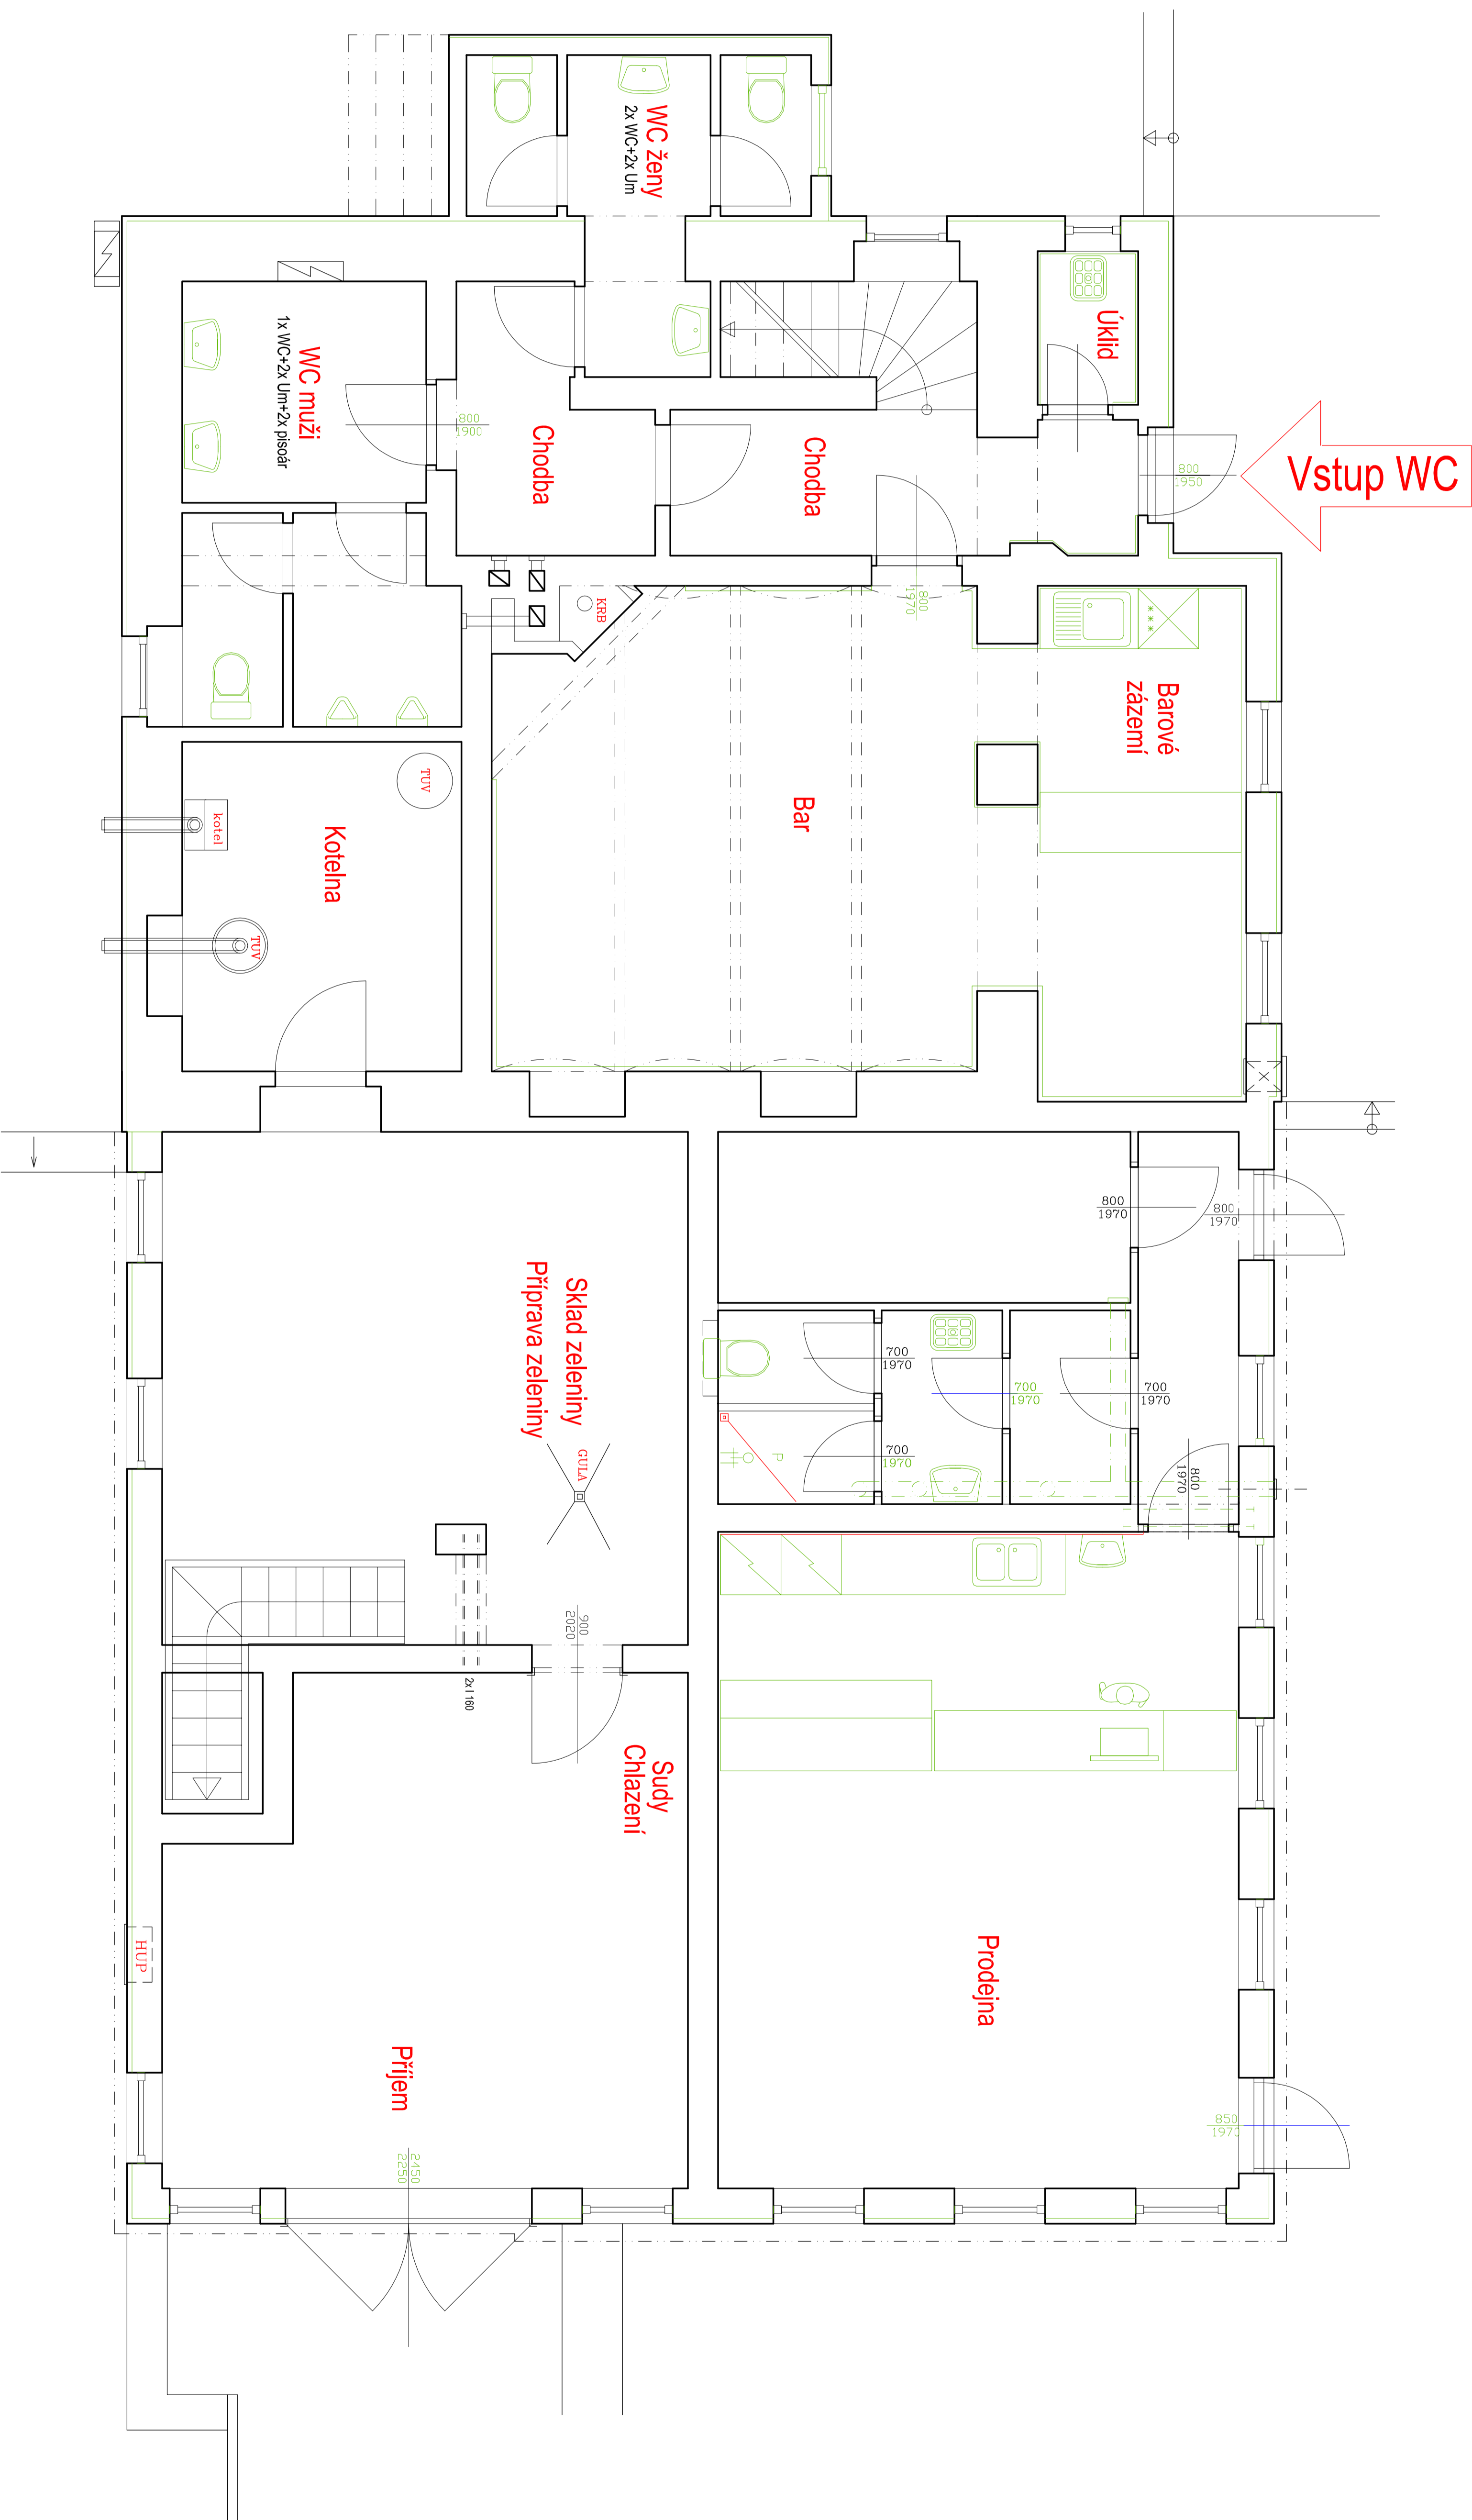 WC ženy
2x WC+2x Um
Úklid
WC muži
1x WC+2x Um+2x pisoár
800
1900
Chodba
Chodba
800
1950
Vstup WC
KRB
800
1970
Barové
zázemí
TUV
kotel
Kotelna
Bar
TUV
800
1970
800
1970
Sklad zeleniny
Příprava zeleniny
GULA
700
1970
700
1970
700
1970
700
1970
P
800
1970
900
2020
2x I 160
Sudy
Chlazení
HUP
Prodejna
Příjem
850
1970
2450
2250